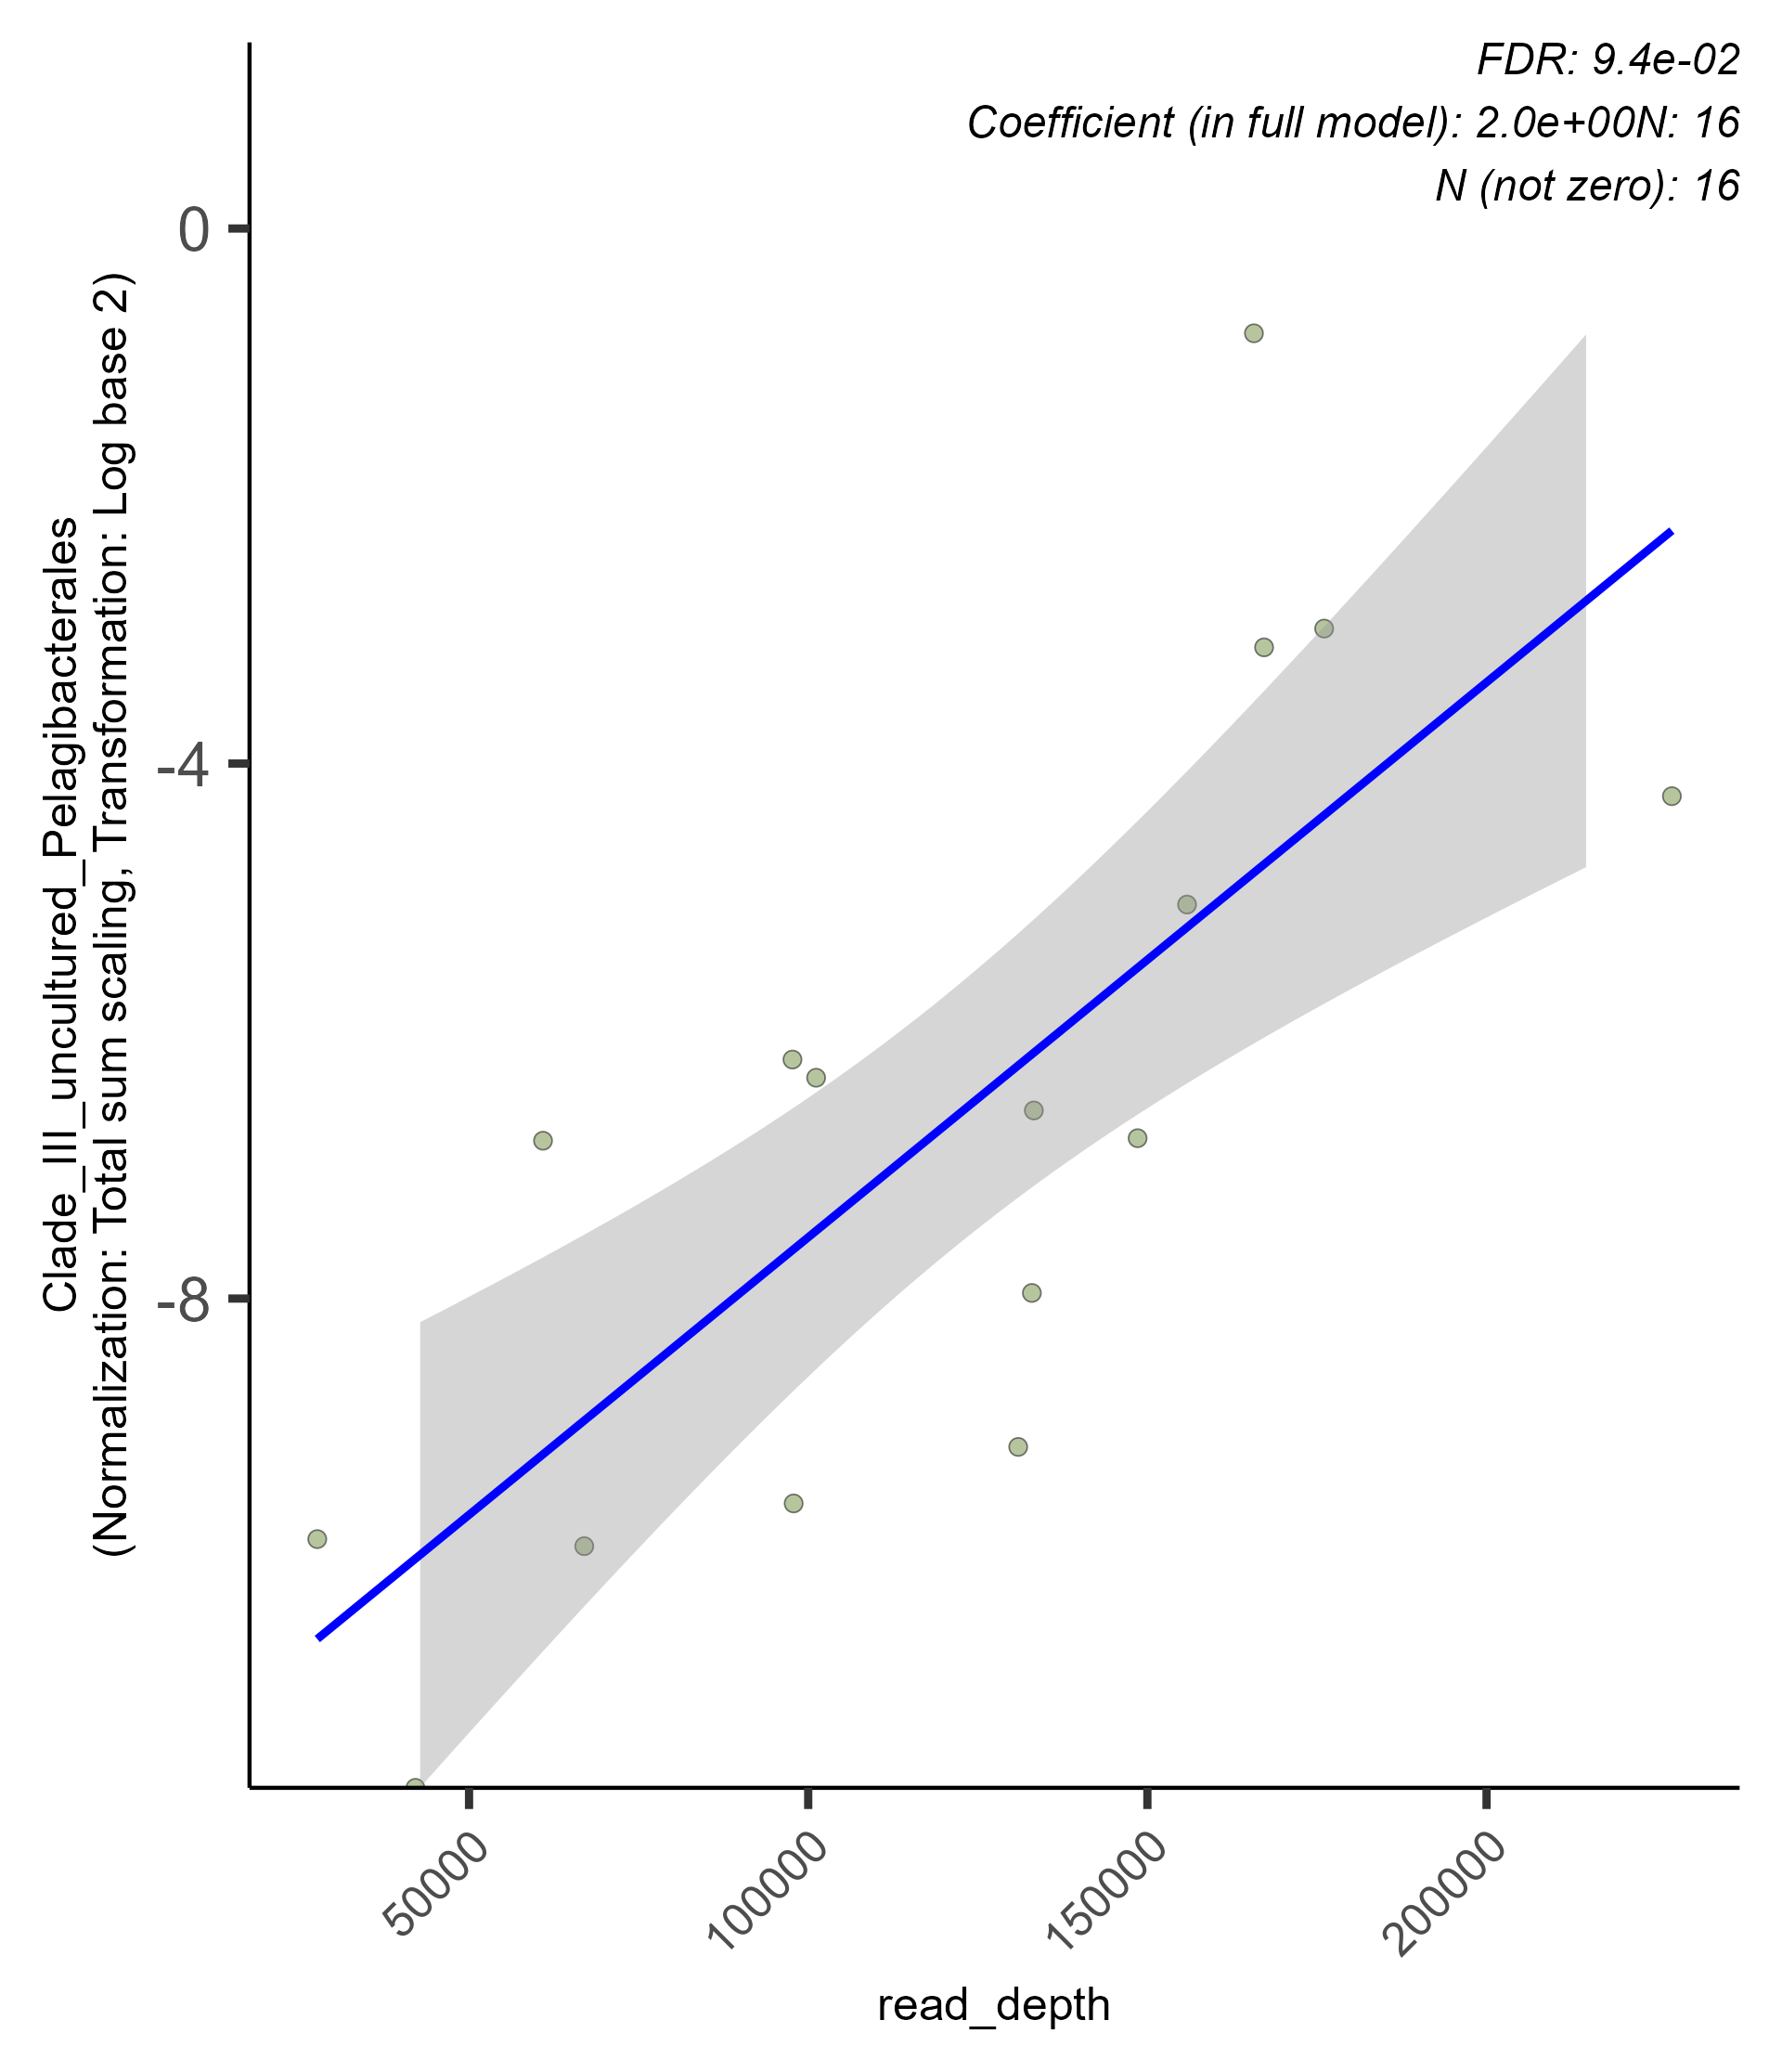 FDR: 9.4e-02
Coefficient (in full model): 2.0e+00N: 16
N (not zero): 16
Clade_III_uncultured_Pelagibacterales
(Normalization: Total sum scaling, Transformation: Log base 2)
0
-4
-8
50000
100000
150000
200000
read_depth